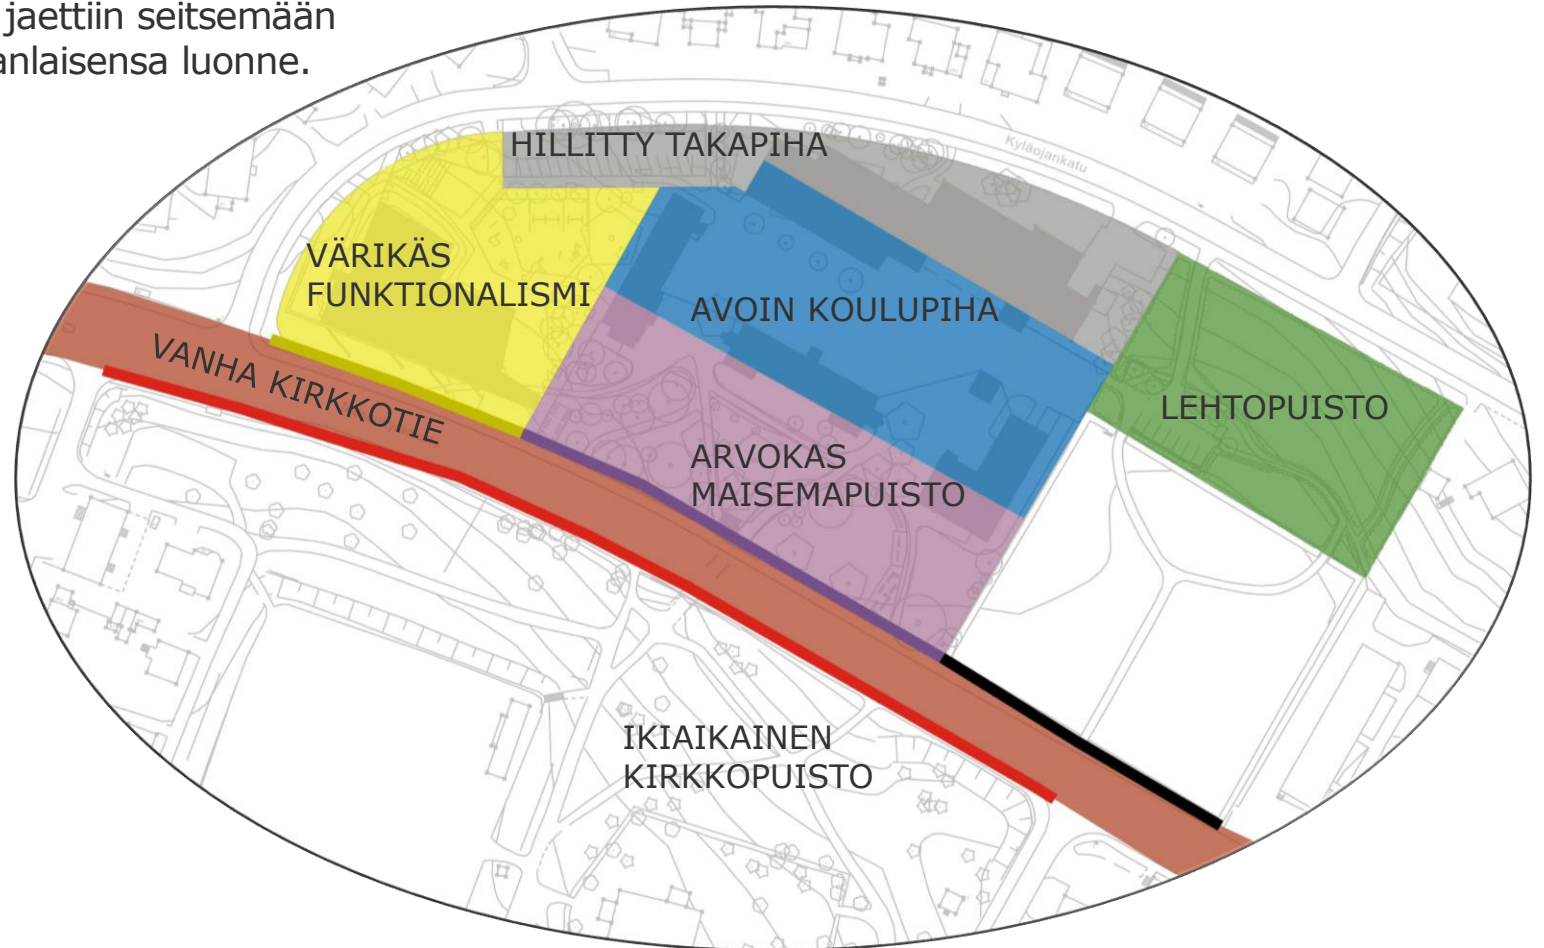 jaettiin seitsemään
anlaisensa luonne.
HILLITTY TAKAPIHA
Kyläojankatu
VÄRIKÄS
FUNKTIONALISMI
AVOIN KOULUPIHA
VANHA KIRKKOTIE
LEHTOPUISTO
ARVOKAS
MAISEMAPUISTO
IKIAIKAINEN
KIRKKOPUISTO